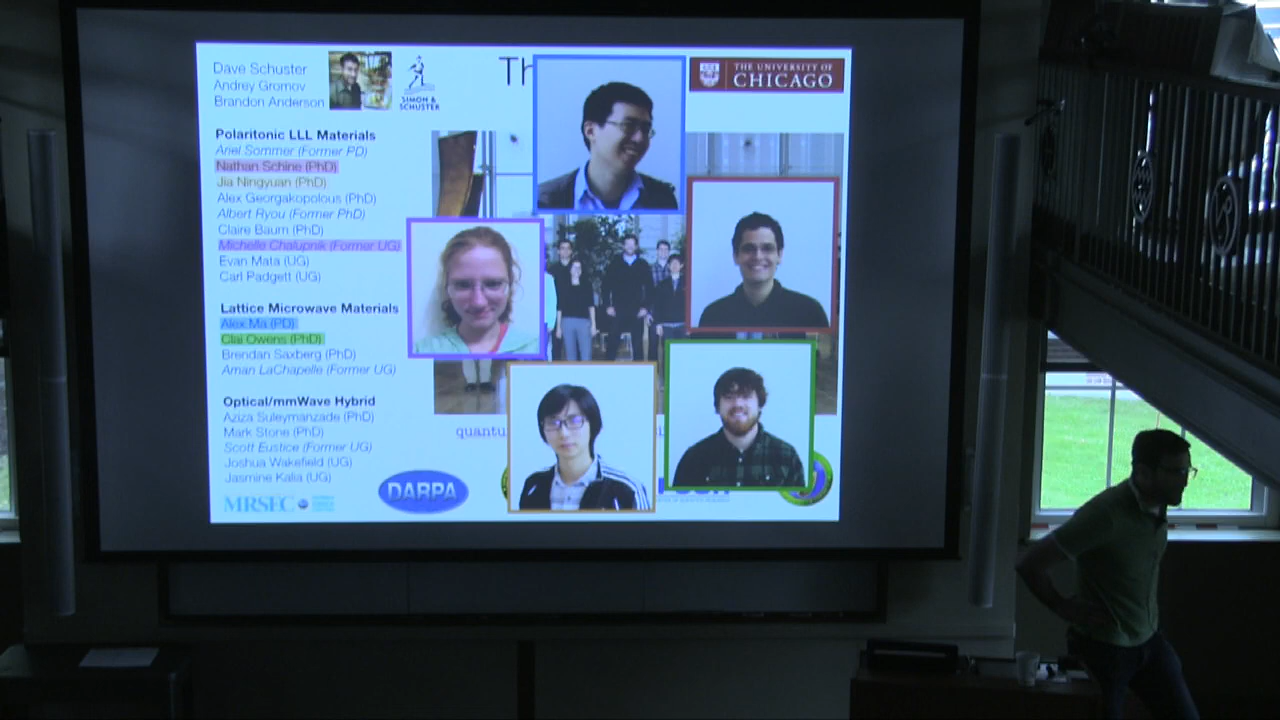 Dave Schuster
Andrey Gromov
Brandon Anderson
SIMON &
SCHUSTER
Th
THE UNIVERSITY OF
CHICAGO
Polaritonic LLL Materials
Ariel Sommer (Former PD)
Nathan Schine (PhD)
Jia Ningyuan (PhD)
Alex Georgakopolous (PhD)
Albert Ryou (Former PhD)
Claire Baum (PhD)
Michelle Chalupnik (Former UG)
Evan Mata (UG)
Carl Padgett (UG)
Lattice Microwave Materials
Alex Ma (PD)
Clai Owens (PhD)
Brendan Saxberg (PhD)
Aman LaChapelle (Former UG)
Optical/mmWave Hybrid
Aziza Suleymanzade (PhD)
Mark Stone (PhD)
Scott Eustice (Former UG)
Joshua Wakefield (UG)
Jasmine Kalia (UG)
quantu
MRSEC
DARPA